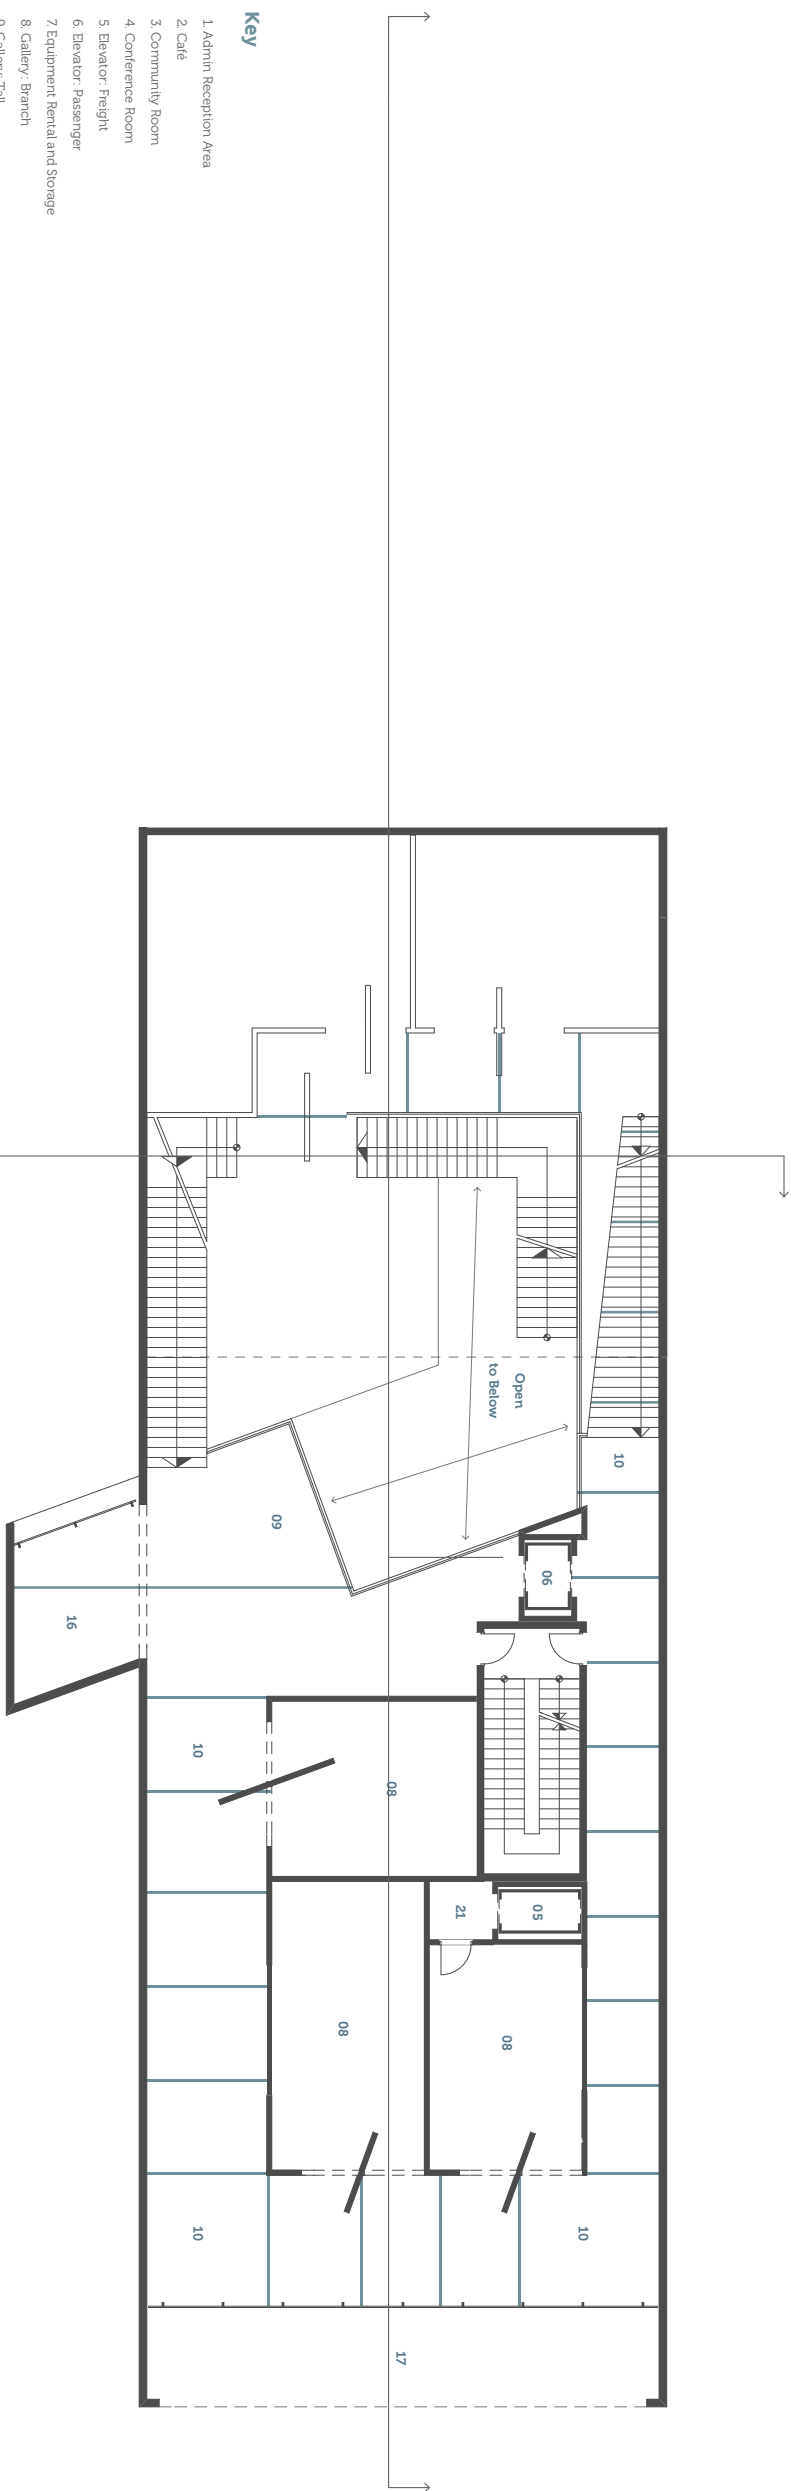 Key
1. Admin Reception Area
2. Café
3. Community Room
4. Conference Room
5. Elevator: Freight
6. Elevator: Passenger
7. Equipment Rental and Storage
8. Gallery: Branch
Open
to Below
10
09
06
16
10
08
21
05
08
08
10
10
17